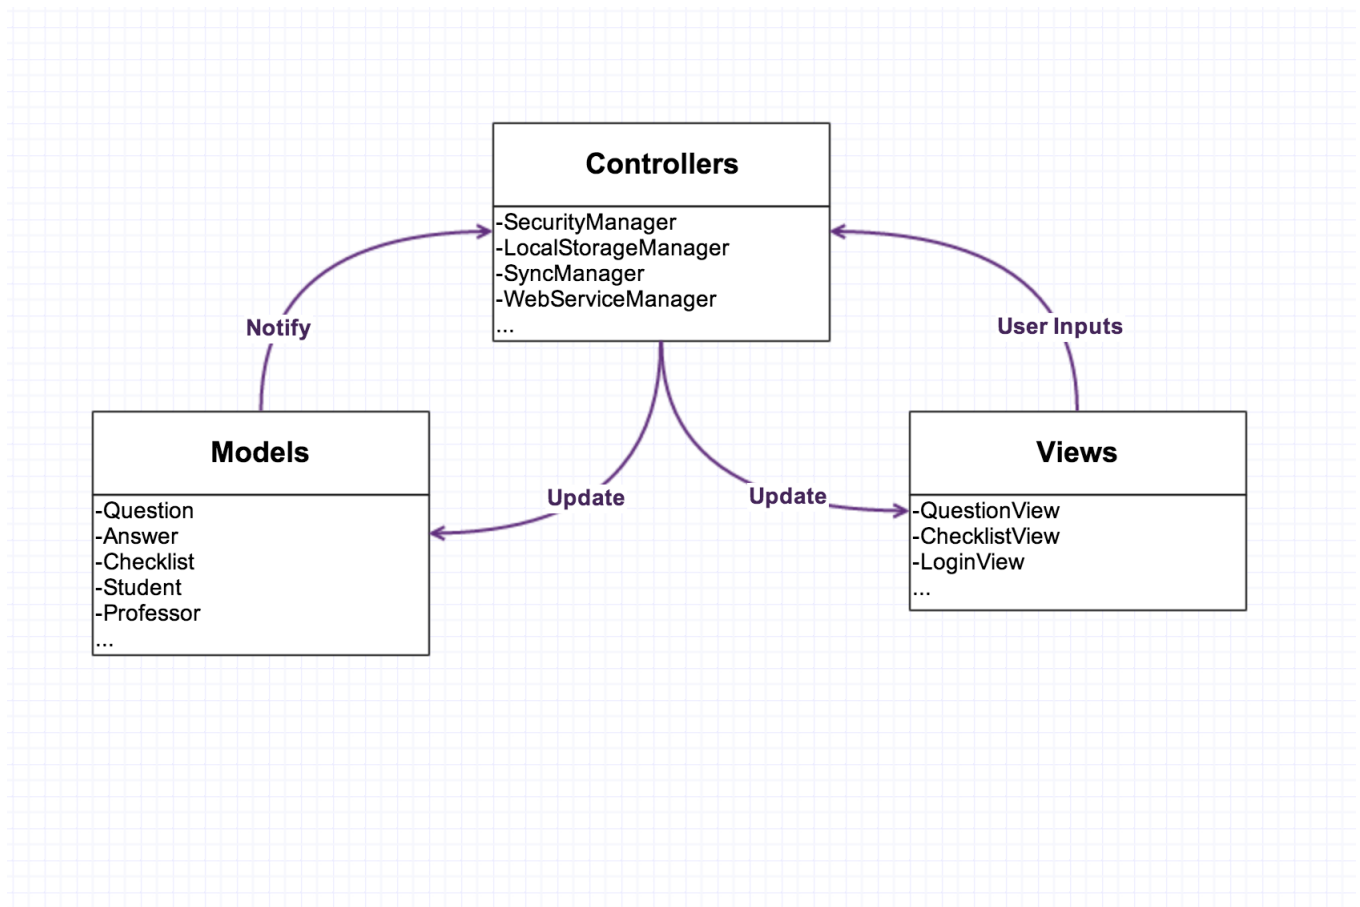 Controllers
-SecurityManager
-LocalStorageManager
-SyncManager
-WebServiceManager
...
Notify
User Inputs
Models
-Question
-Answer
-Checklist
-Student
-Professor
...
Update
Update
Views
-QuestionView
-ChecklistView
-LoginView
...